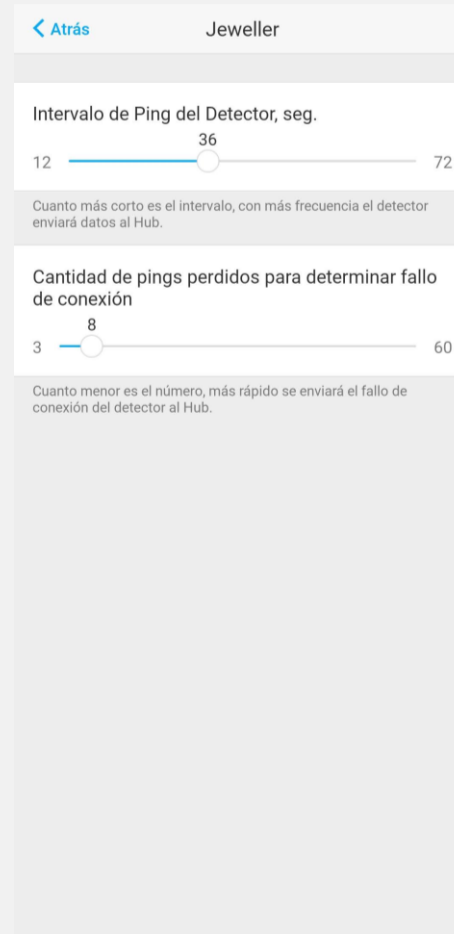 Atrás
Jeweller
Intervalo de Ping del Detector, seg.
36
12
72
Cuanto más corto es el intervalo, con más frecuencia el detector
enviará datos al Hub.
Cantidad de pings perdidos para determinar fallo
de conexión
8
3
60
Cuanto menor es el número, más rápido se enviará el fallo de
conexión del detector al Hub.